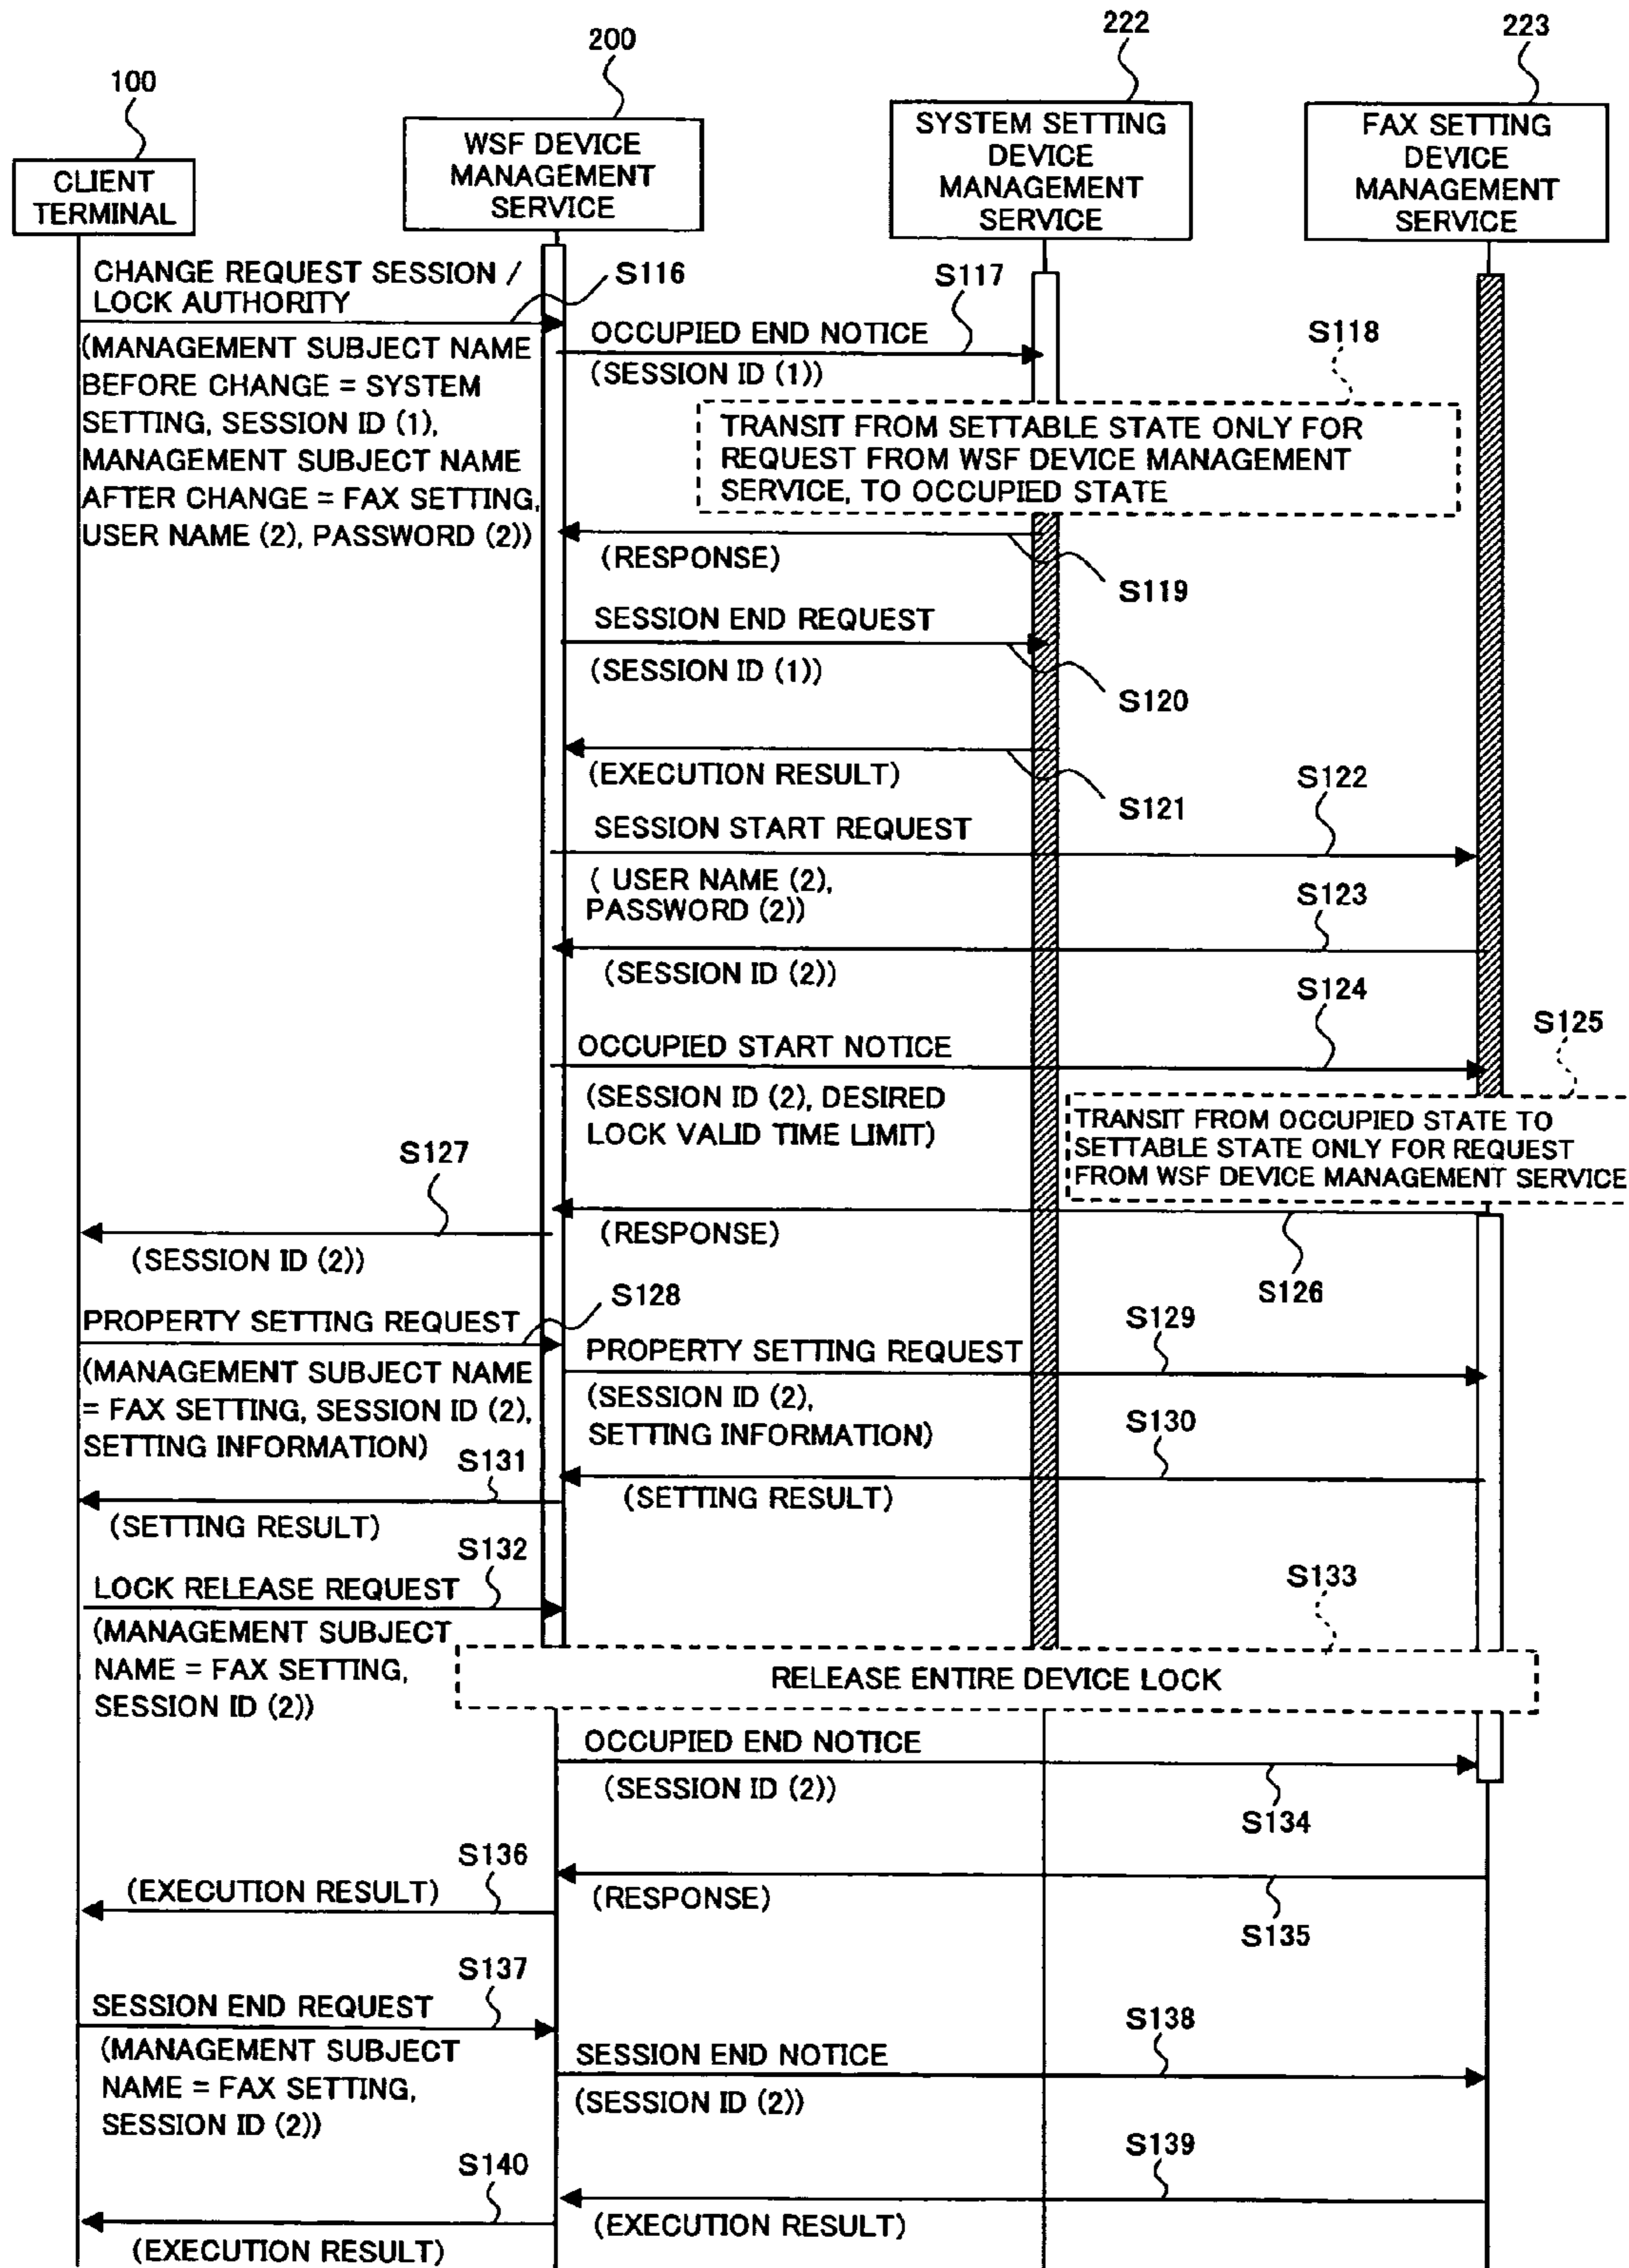 100
200
222
223
CLIENT
TERMINAL
WSF DEVICE
MANAGEMENT
SERVICE
SYSTEM SETTING
DEVICE
MANAGEMENT
SERVICE
FAX SETTING
DEVICE
MANAGEMENT
SERVICE
CHANGE REQUEST SESSION /
LOCK AUTHORITY
S116
(MANAGEMENT SUBJECT NAME
BEFORE CHANGE = SYSTEM
SETTING, SESSION ID (1),
MANAGEMENT SUBJECT NAME
AFTER CHANGE = FAX SETTING,
USER NAME (2), PASSWORD (2))
S117
OCCUPIED END NOTICE
(SESSION ID (1))
S118
TRANSIT FROM SETTABLE STATE ONLY FOR
REQUEST FROM WSF DEVICE MANAGEMENT
SERVICE, TO OCCUPIED STATE
(RESPONSE)
S119
SESSION END REQUEST
(SESSION ID (1))
S120
(EXECUTION RESULT)
S121
S122
SESSION START REQUEST
( USER NAME (2),
PASSWORD (2))
S123
(SESSION ID (2))
S124
OCCUPIED START NOTICE
(SESSION ID (2), DESIRED
LOCK VALID TIME LIMIT)
S125
TRANSIT FROM OCCUPIED STATE TO
SETTABLE STATE ONLY FOR REQUEST
FROM WSF DEVICE MANAGEMENT SERVICE
(RESPONSE)
S126
S127
(SESSION ID (2))
PROPERTY SETTING REQUEST
S128
(MANAGEMENT SUBJECT NAME
= FAX SETTING, SESSION ID (2),
SETTING INFORMATION)
S129
PROPERTY SETTING REQUEST
(SESSION ID (2),
SETTING INFORMATION)
S130
(SETTING RESULT)
S131
(SETTING RESULT)
S132
LOCK RELEASE REQUEST
(MANAGEMENT SUBJECT
NAME = FAX SETTING,
SESSION ID (2))
S133
RELEASE ENTIRE DEVICE LOCK
OCCUPIED END NOTICE
(SESSION ID (2))
S134
(RESPONSE)
S135
S136
(EXECUTION RESULT)
S137
SESSION END REQUEST
(MANAGEMENT SUBJECT
NAME = FAX SETTING,
SESSION ID (2))
S138
SESSION END NOTICE
(SESSION ID (2))
S139
(EXECUTION RESULT)
S140
(EXECUTION RESULT)